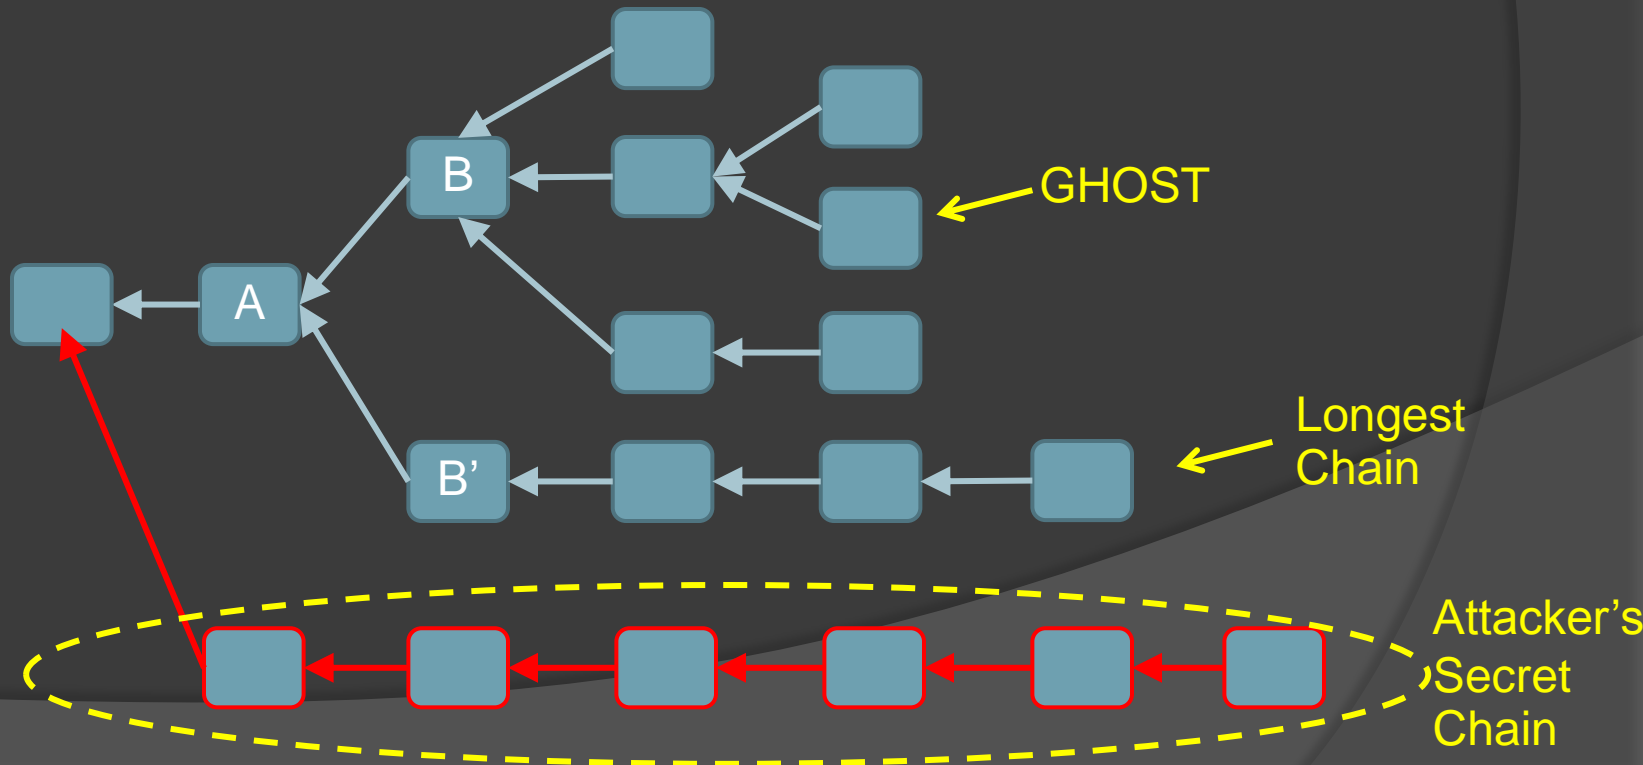 B
GHOST
A
Longest
Chain
B’
Attacker’s
Secret
Chain